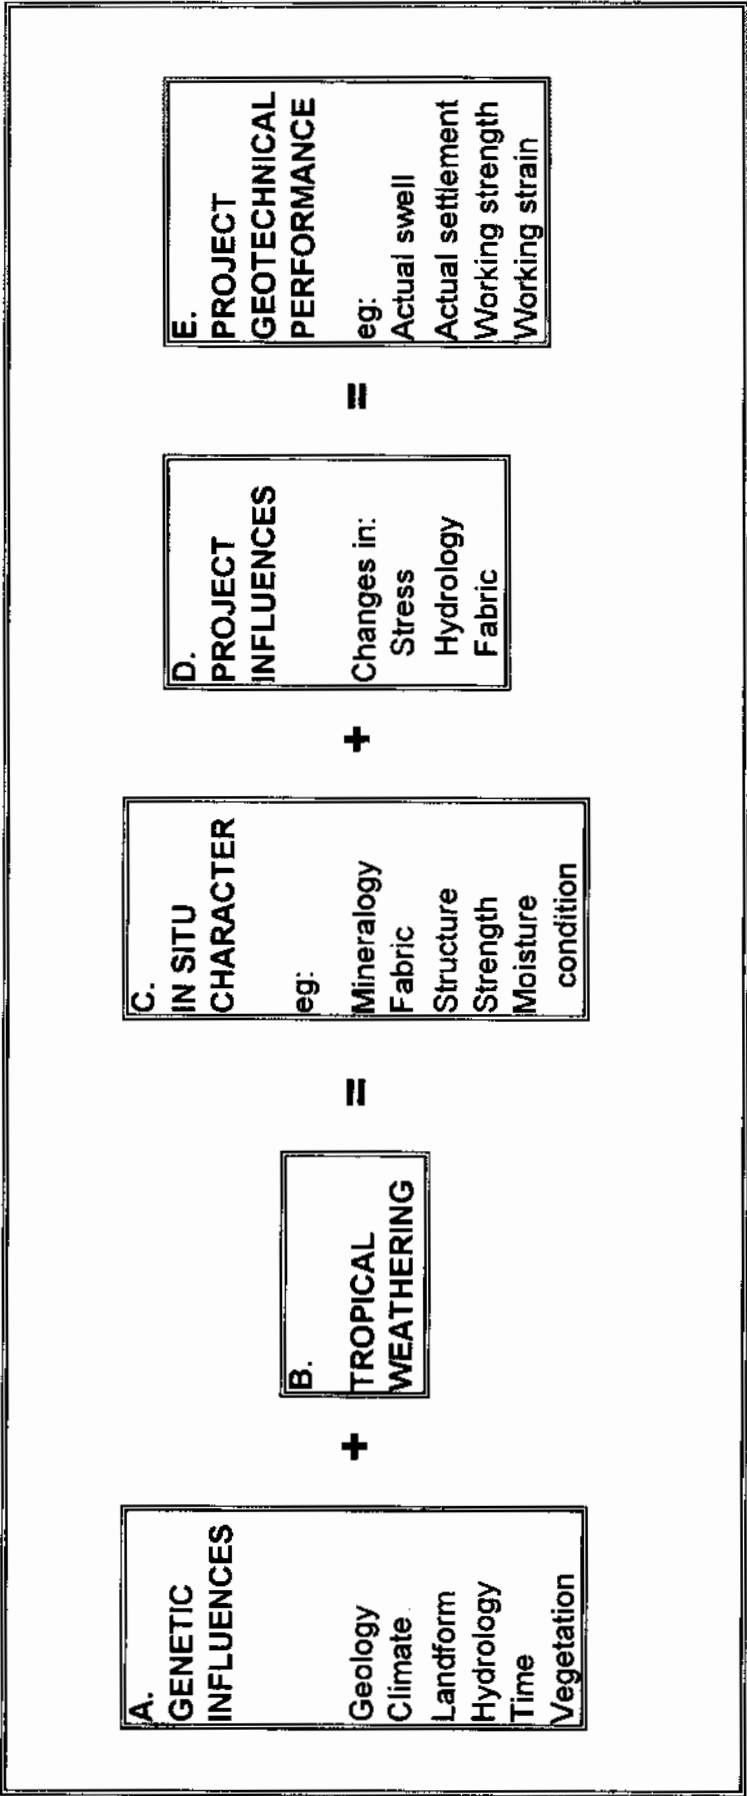 A.
GENETIC
INFLUENCES
Geology
Climate
Landform
Hydrology
Time
Vegetation
+
B.
TROPICAL
WEATHERING
=
C.
IN SITU
CHARACTER
eg:
Mineralogy
Fabric
Structure
Strength
Moisture
condition
+
D.
PROJECT
INFLUENCES
Changes in:
Stress
Hydrology
Fabric
=
E.
PROJECT
GEOTECHNICAL
PERFORMANCE
eg:
Actual swell
Actual settlement
Working strength
Working strain